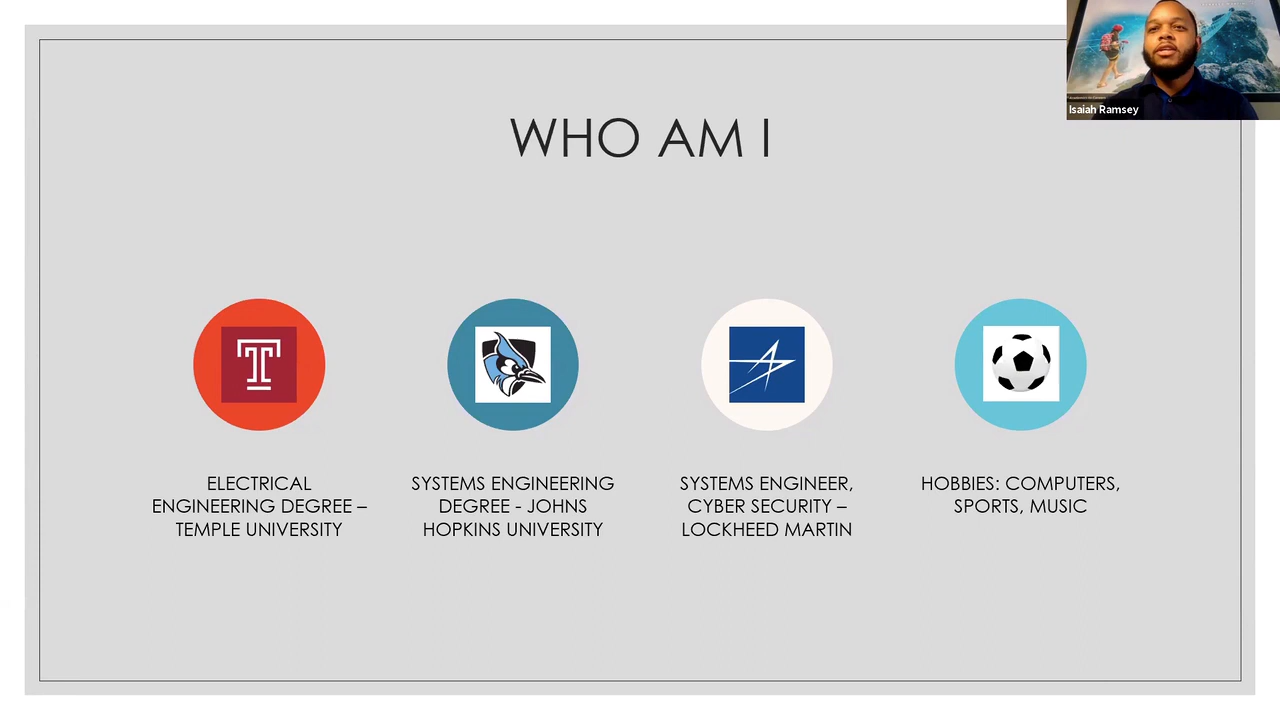 WHO AM I
Isaiah Ramsey
T
ELECTRICAL
ENGINEERING DEGREE –
TEMPLE UNIVERSITY
SYSTEMS ENGINEERING
DEGREE - JOHNS
HOPKINS UNIVERSITY
SYSTEMS ENGINEER,
CYBER SECURITY –
LOCKHEED MARTIN
HOBBIES: COMPUTERS,
SPORTS, MUSIC